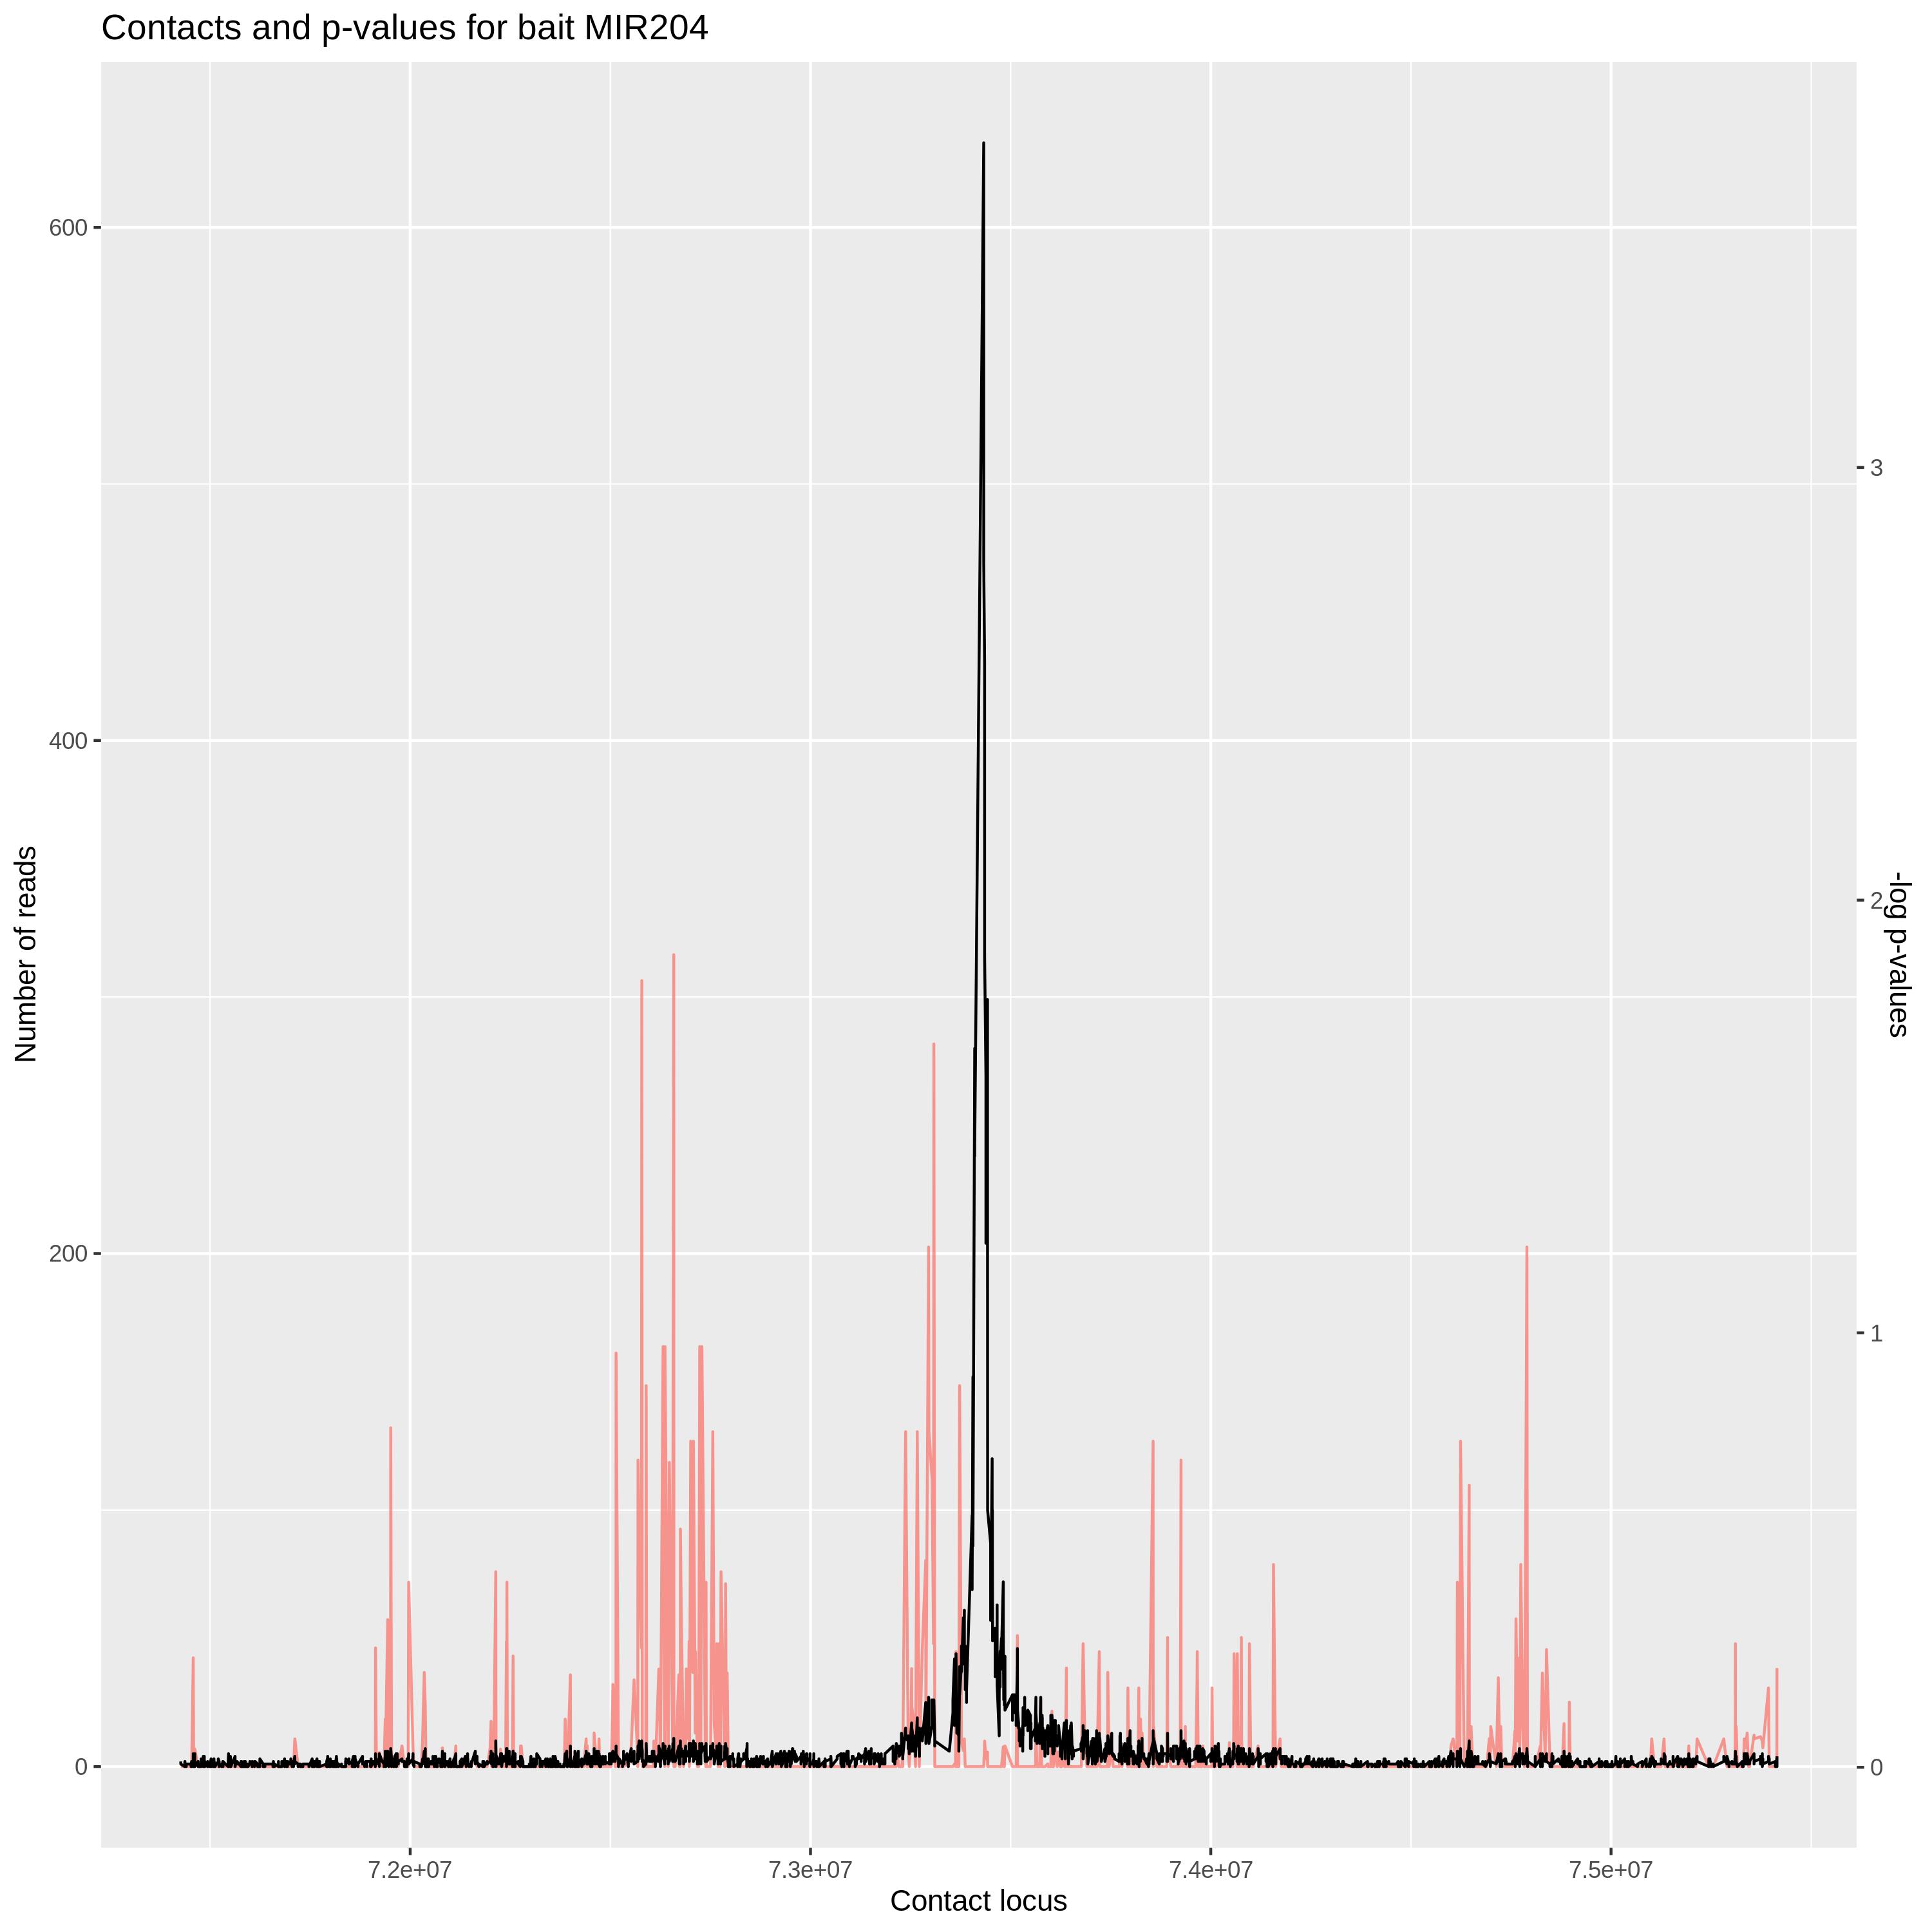 Contacts and p-values for bait MIR204
600
400
200
0
Number of reads
3
2
1
0
-log p-values
7.2e+07
7.3e+07
7.4e+07
7.5e+07
Contact locus